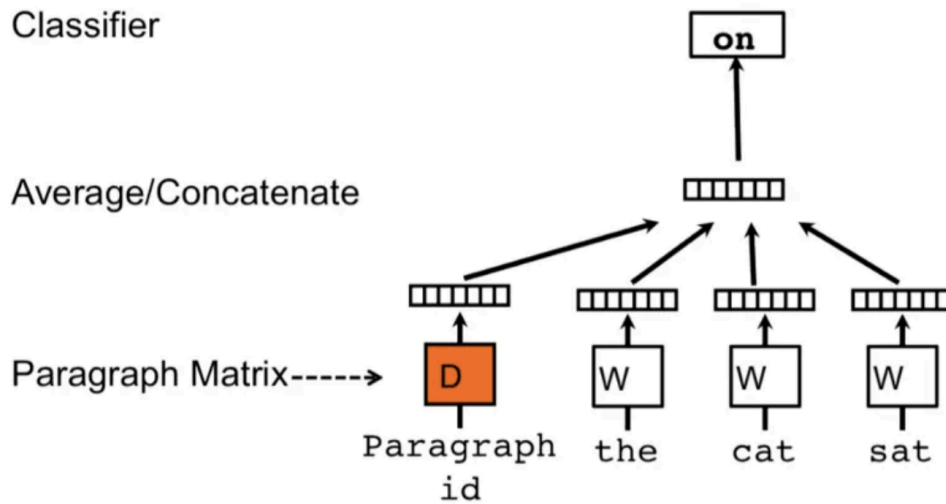 Classifier
on
Average/Concatenate
Paragraph Matrix
D
W
W
W
Paragraph
id
the
cat
sat